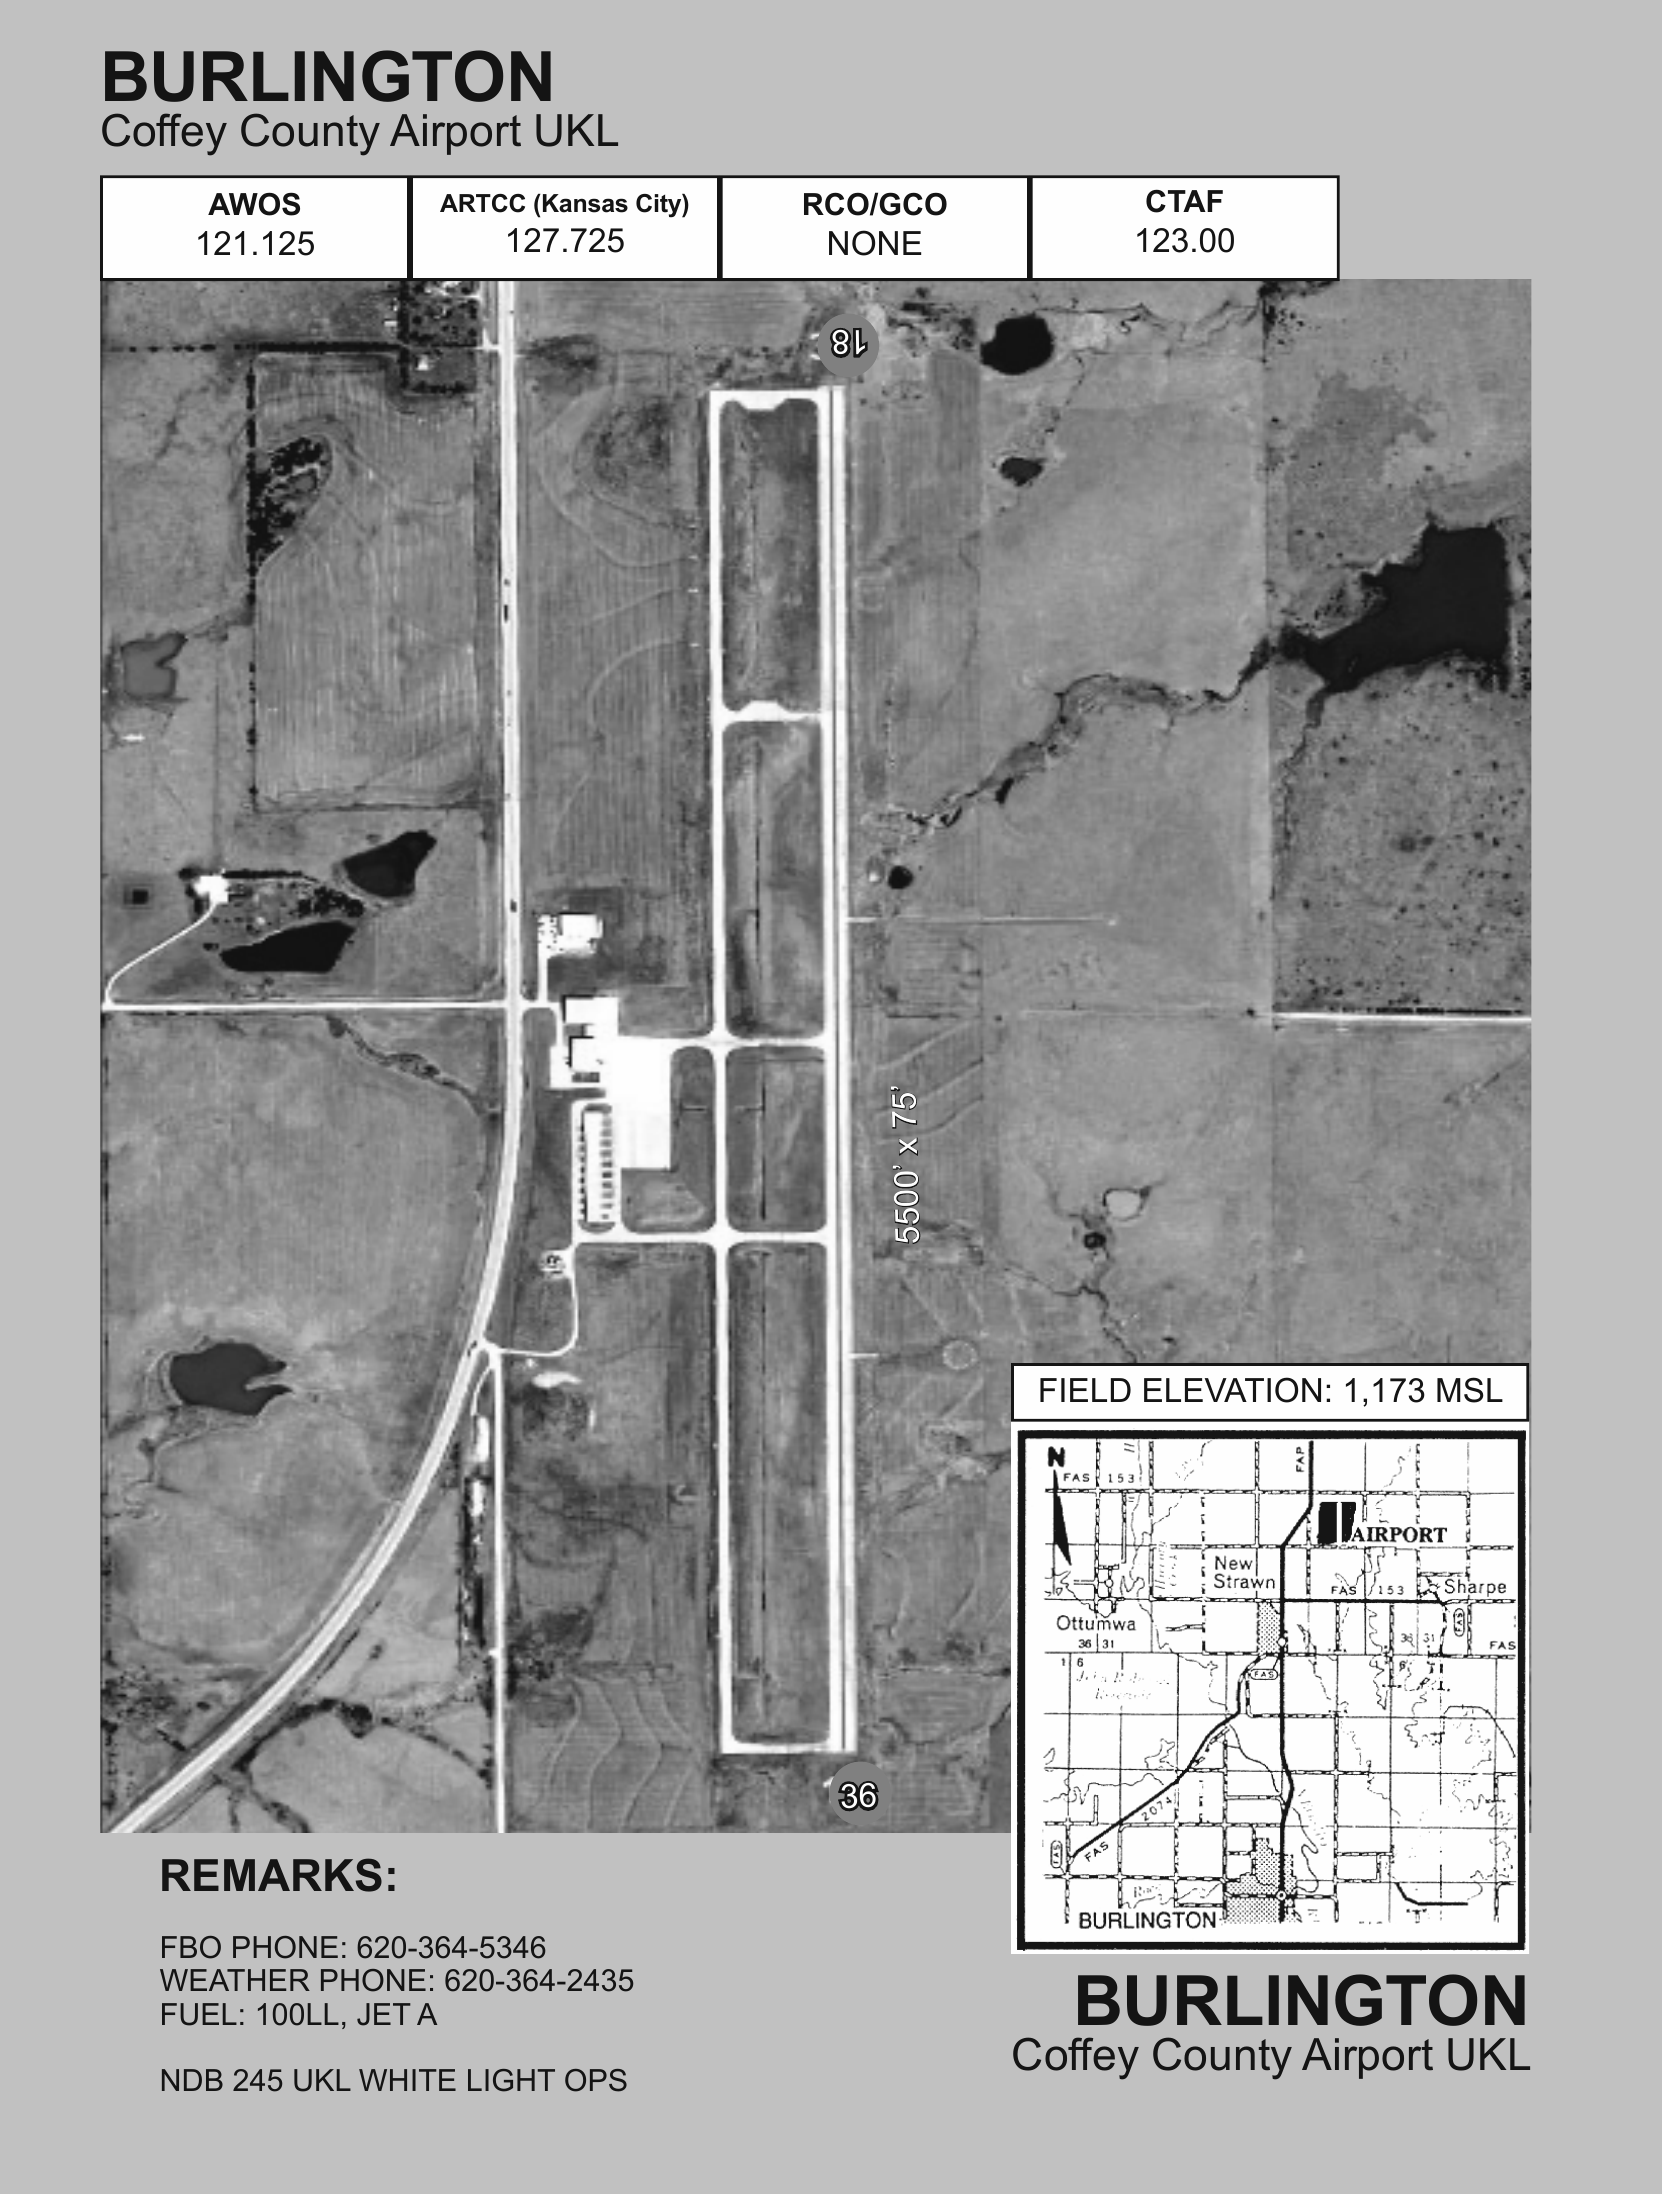 BURLINGTON
Coffey County Airport UKL
AWOS
121.125
ARTCC (Kansas City)
127.725
RCO/GCO
NONE
CTAF
123.00
18
5500' x 75'
36
FIELD ELEVATION: 1,173 MSL
N
FAS 153
FAP
AIRPORT
New
Strawn
FAS 153
Sharpe
FAS
Ottumwa
36 31
36 31
FAS
1 6
6
FAS
FAS 2074
FAS
BURLINGTON
REMARKS:
FBO PHONE: 620-364-5346
WEATHER PHONE: 620-364-2435
FUEL: 100LL, JET A
NDB 245 UKL WHITE LIGHT OPS
BURLINGTON
Coffey County Airport UKL